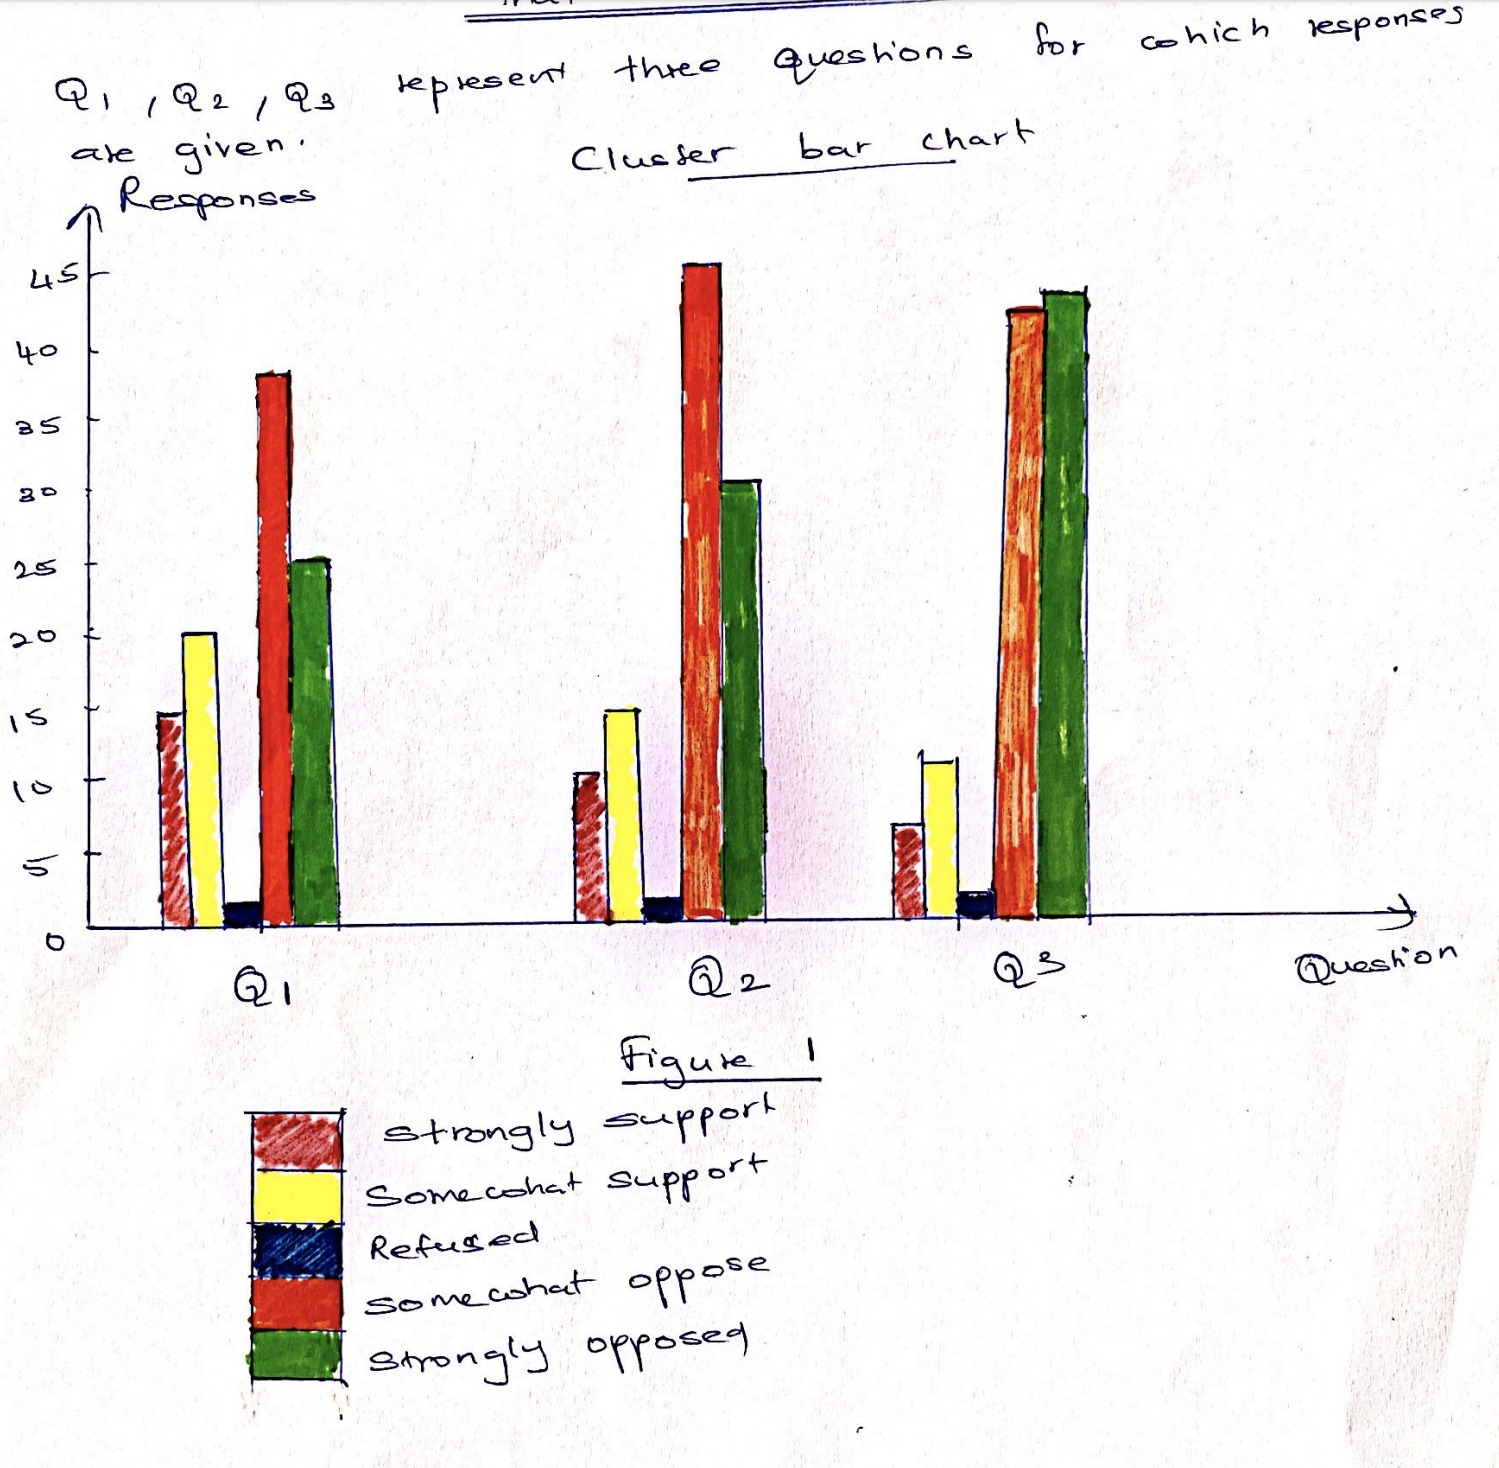 Q1, Q2, Q3 represent three Questions for which responses
are given.
Cluster bar chart
Responses
45
40
35
30
25
20
15
10
5
0
Q1 Q2 Q3 Question
Figure 1
strongly support
Somewhat support
Refused
somewhat oppose
strongly opposed